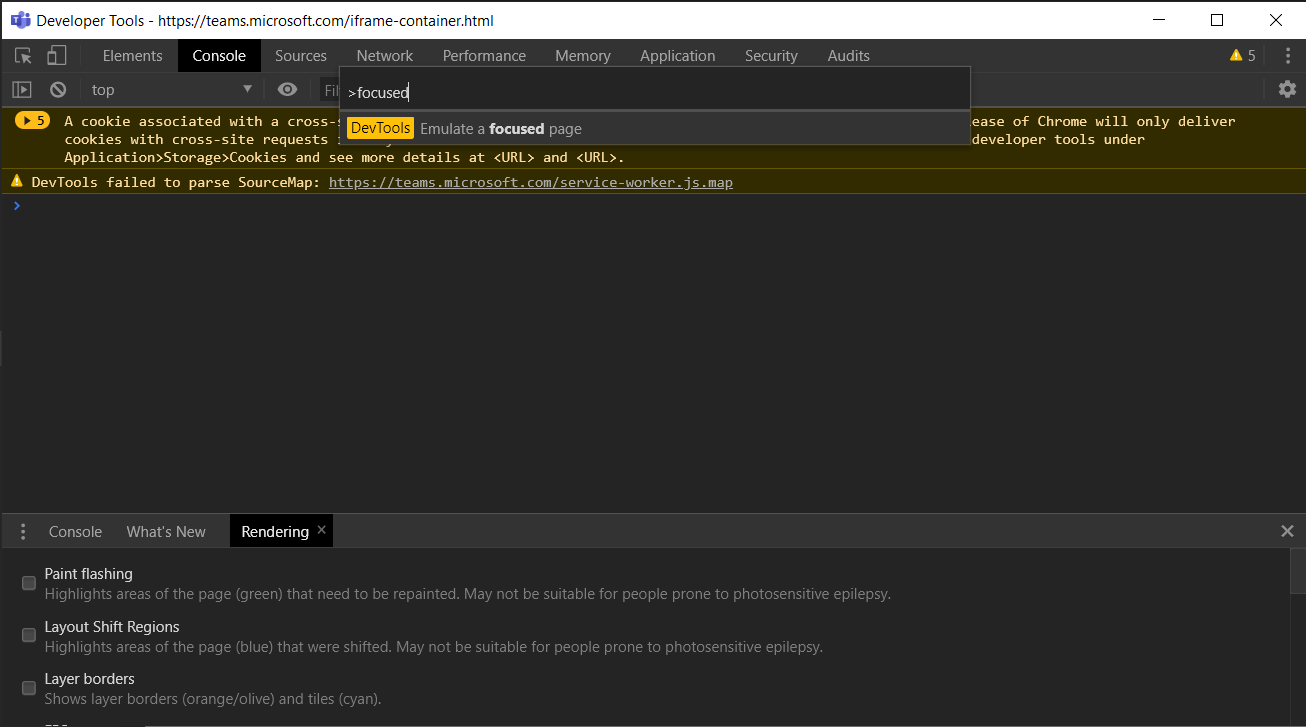 Developer Tools - https://teams.microsoft.com/iframe-container.html
Elements Console Sources Network Performance Memory Application Security Audits 5
top Fil
>focused
DevTools Emulate a focused page
5 A cookie associated with a cross-s ease of Chrome will only deliver
cookies with cross-site requests developer tools under
Application>Storage>Cookies and see more details at <URL> and <URL>.
DevTools failed to parse SourceMap: https://teams.microsoft.com/service-worker.js.map
>
Console What's New Rendering ×
Paint flashing
Highlights areas of the page (green) that need to be repainted. May not be suitable for people prone to photosensitive epilepsy.
Layout Shift Regions
Highlights areas of the page (blue) that were shifted. May not be suitable for people prone to photosensitive epilepsy.
Layer borders
Shows layer borders (orange/olive) and tiles (cyan).